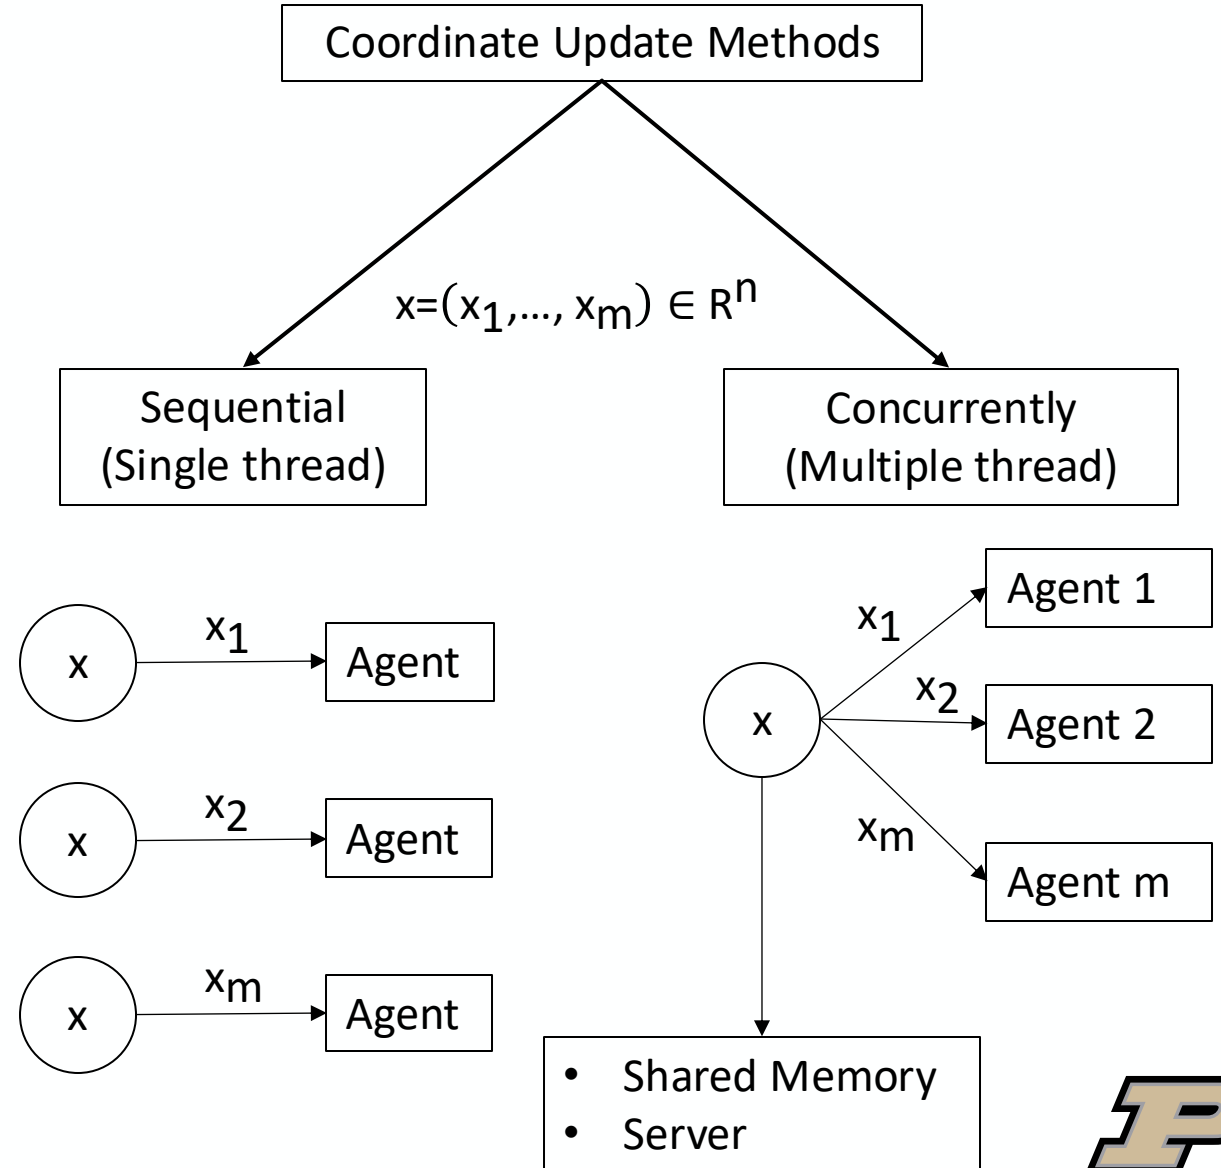 Coordinate Update Methods
x=(x₁,..., xₘ) ∈ Rⁿ
Sequential
(Single thread)
Concurrently
(Multiple thread)
x
x₁
Agent
x
x₂
Agent
x
xₘ
Agent
x
x₁
Agent 1
x₂
Agent 2
xₘ
Agent m
• Shared Memory
• Server
P